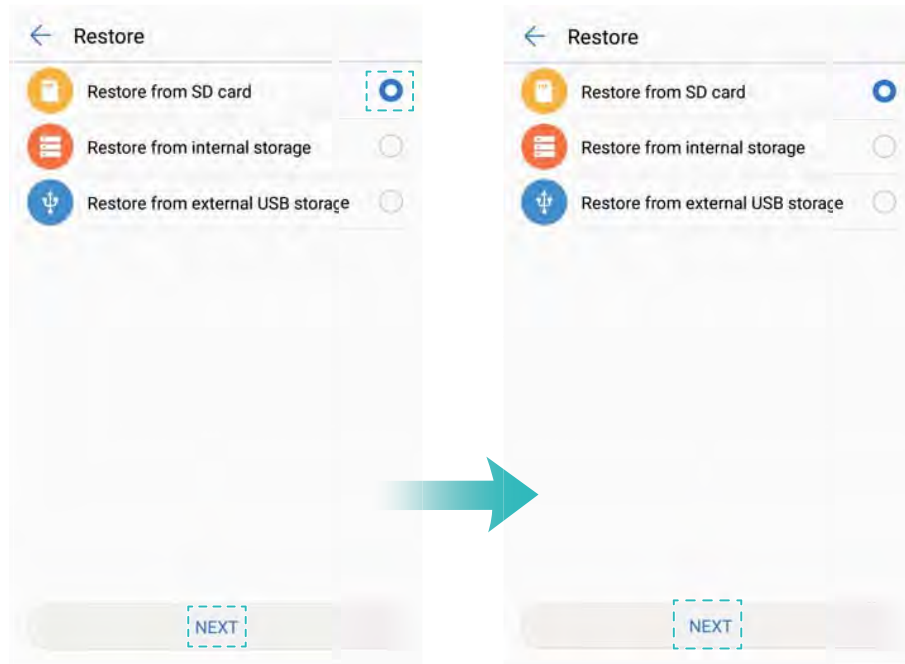 Restore
Restore from SD card
Restore from internal storage
Restore from external USB storage
NEXT
Restore
Restore from SD card
Restore from internal storage
Restore from external USB storage
NEXT